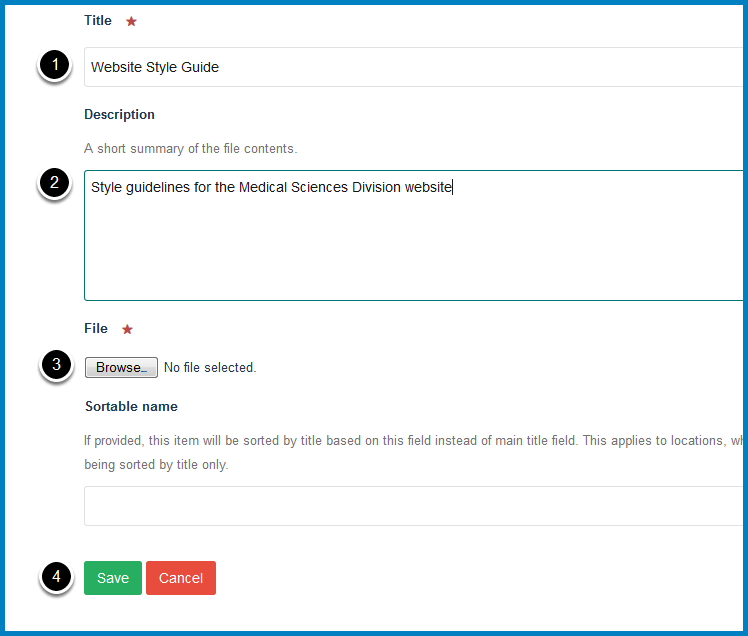 Title ★
1
Website Style Guide
Description
A short summary of the file contents.
2
Style guidelines for the Medical Sciences Division website
File ★
3
Browse… No file selected.
Sortable name
If provided, this item will be sorted by title based on this field instead of main title field. This applies to locations,
being sorted by title only.
4
Save Cancel